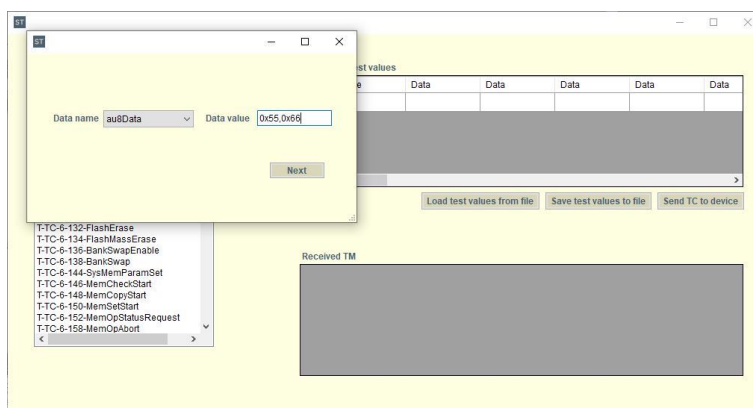 ST
ST
Data name au8Data Data value 0x55,0x66
Next
est values
e Data Data Data Data Data
Load test values from file Save test values to file Send TC to device
T-TC-6-132-FlashErase
T-TC-6-134-FlashMassErase
T-TC-6-136-BankSwapEnable
T-TC-6-138-BankSwap
T-TC-6-144-SysMemParamSet
T-TC-6-146-MemCheckStart
T-TC-6-148-MemCopyStart
T-TC-6-150-MemSetStart
T-TC-6-152-MemOpStatusRequest
T-TC-6-158-MemOpAbort
Received TM